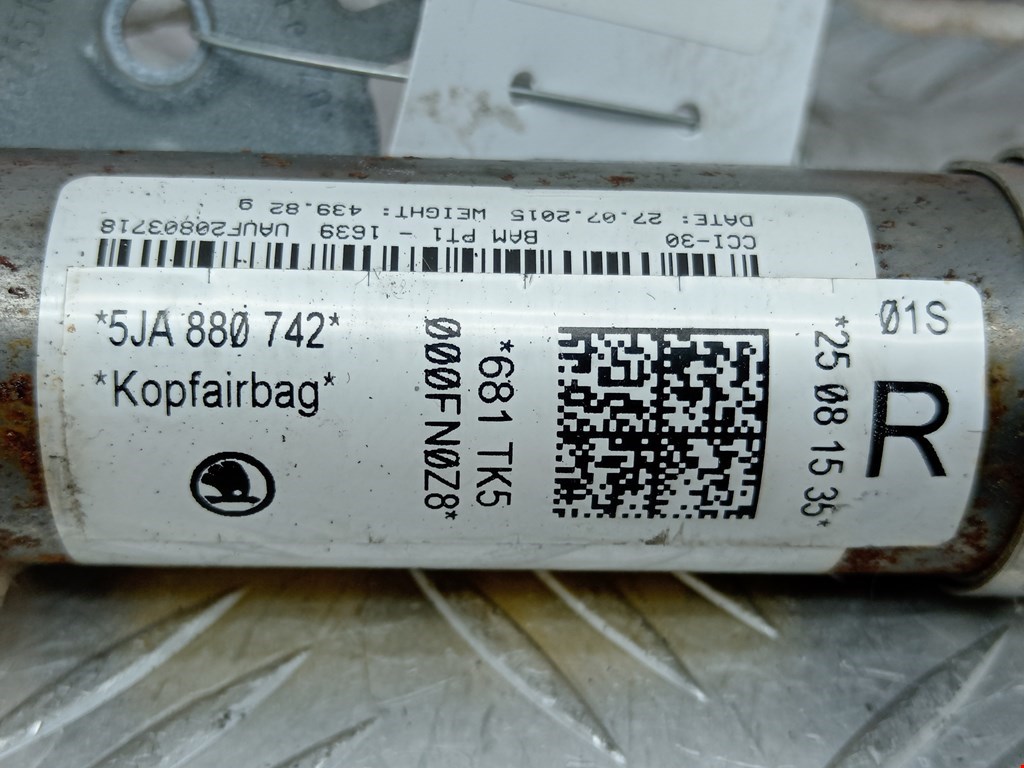 DATE: 27.07.2015 WEIGHT: 439.82 g
CCI-30 BAM PT1 - 1639 UAUF20803718
*5JA 880 742*
*Kopfairbag*
*681 TK5
000FN0Z8*
*25 08 15 35*
01S
R